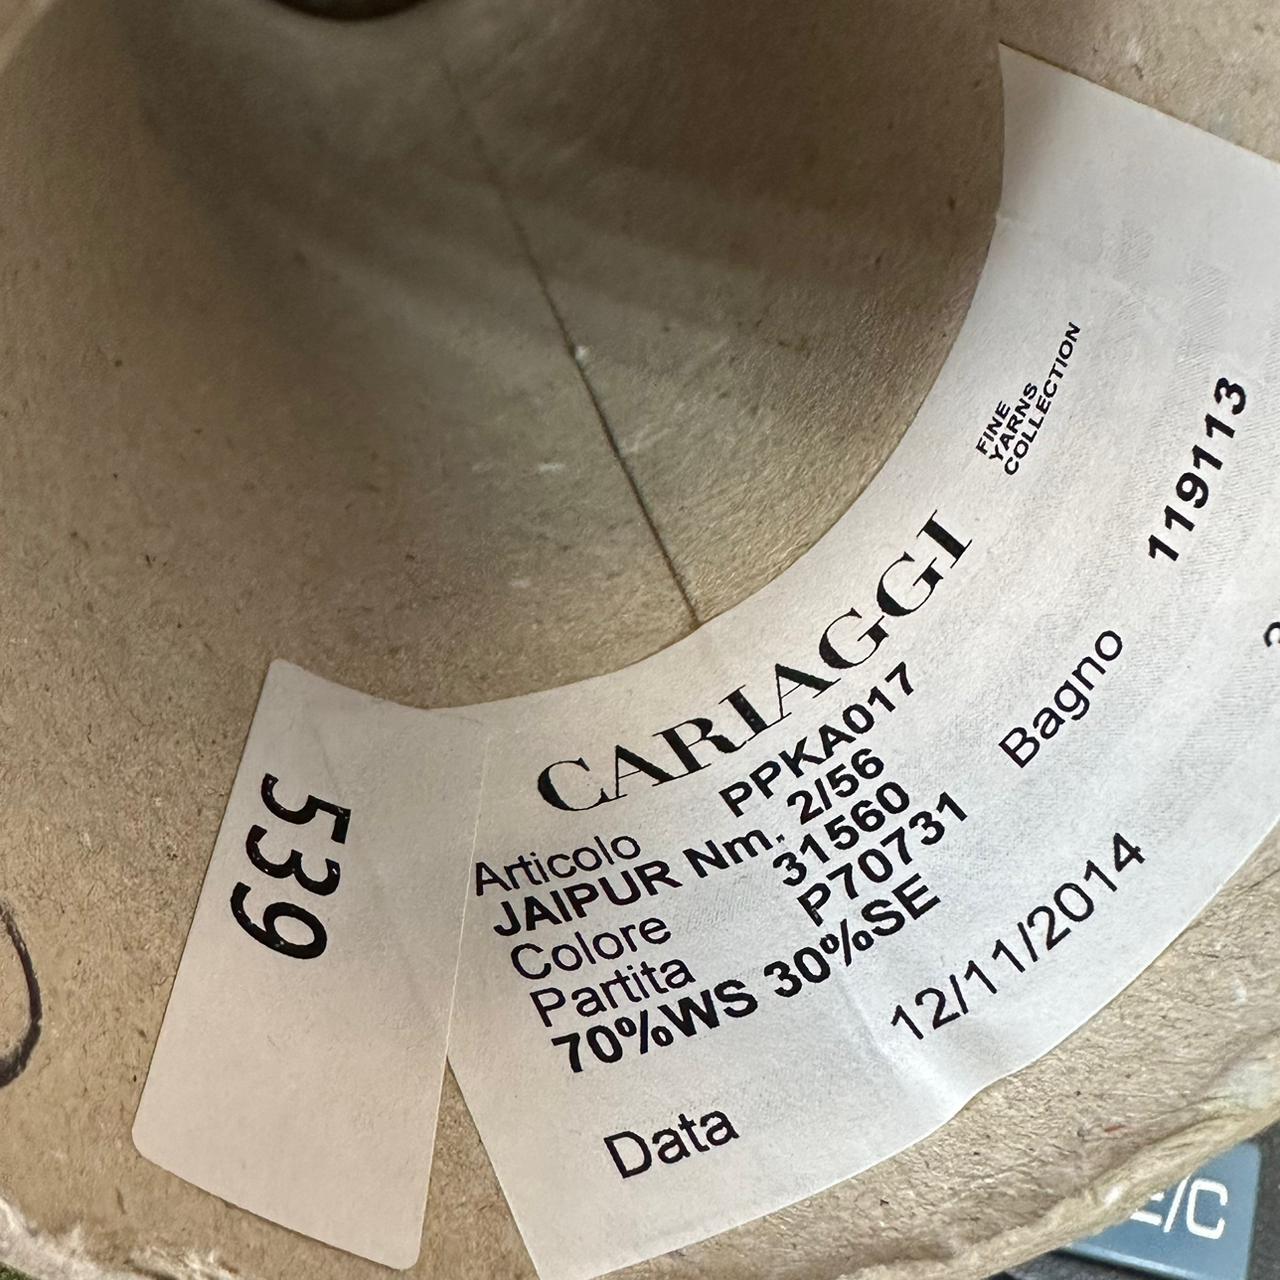 CARIAGGI
FINE
YARNS
COLLECTION
Articolo PPKA017
JAIPUR Nm. 2/56
Colore 31560
Partita P70731
Bagno 119113
70%WS 30%SE
Data 12/11/2014
539
E/C